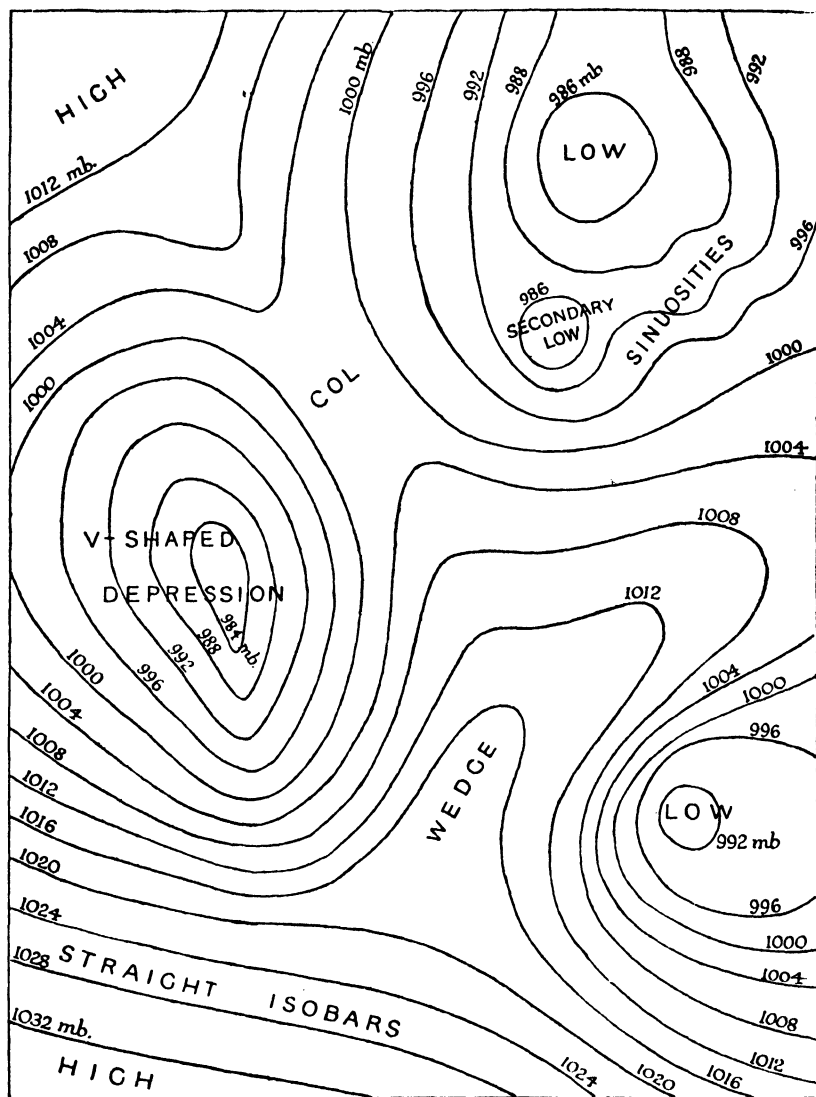 HIGH
1012 mb.
1008
1004
1000
1000 mb.
996
992
988
986 mb
LOW
988
992
996
986
SECONDARY
LOW
SINUOSITIES
1000
COL
1004
1008
V-SHAPED
DEPRESSION
984 mb.
988
992
996
1000
1004
1008
1012
1016
1020
1024
1028
1032 mb.
1012
1004
1000
996
WEDGE
LOW
992 mb
996
1000
1004
1008
1012
1016
1020
1024
STRAIGHT ISOBARS
HIGH